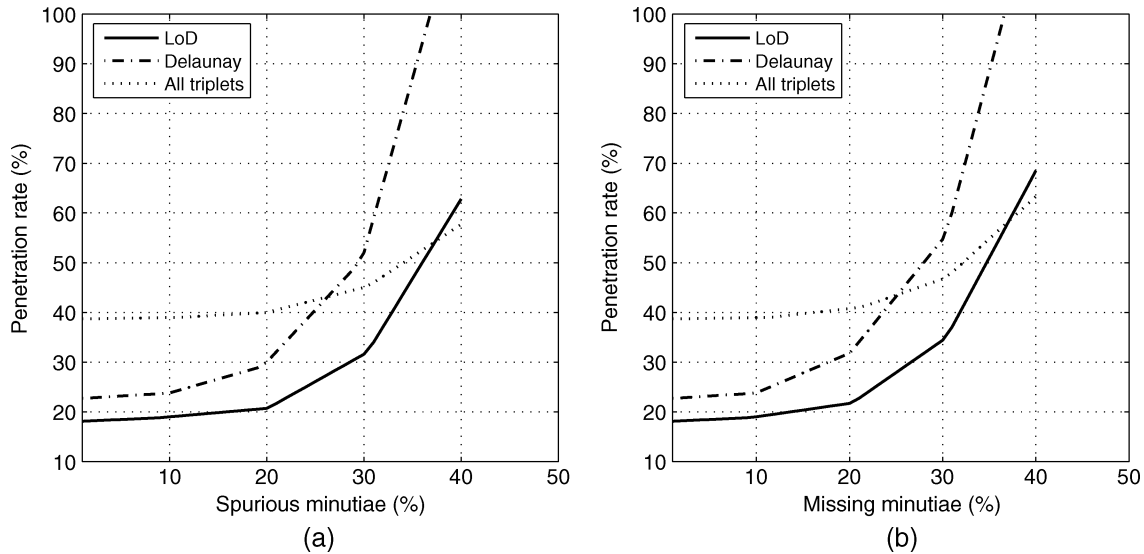 100
90
80
70
60
50
40
30
20
10
Penetration rate (%)
LoD
Delaunay
All triplets
10 20 30 40 50
Spurious minutiae (%)
(a)
100
90
80
70
60
50
40
30
20
10
Penetration rate (%)
LoD
Delaunay
All triplets
10 20 30 40 50
Missing minutiae (%)
(b)